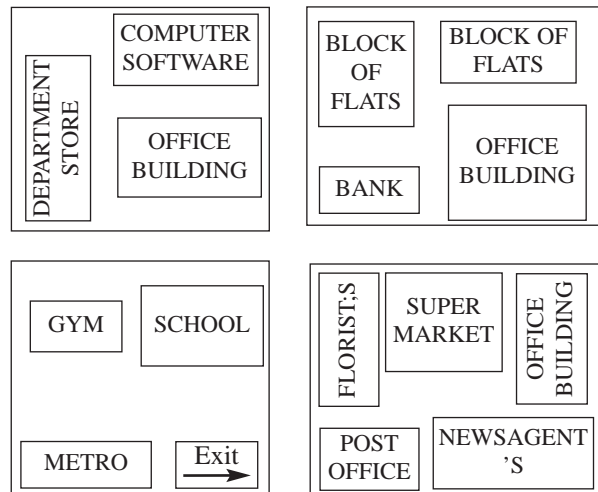 COMPUTER
SOFTWARE
DEPARTMENT
STORE
OFFICE
BUILDING
BLOCK
OF
FLATS
BLOCK OF
FLATS
BANK
OFFICE
BUILDING
GYM
SCHOOL
METRO
Exit
FLORIST;S
SUPER
MARKET
OFFICE
BUILDING
POST
OFFICE
NEWSAGENT
'S